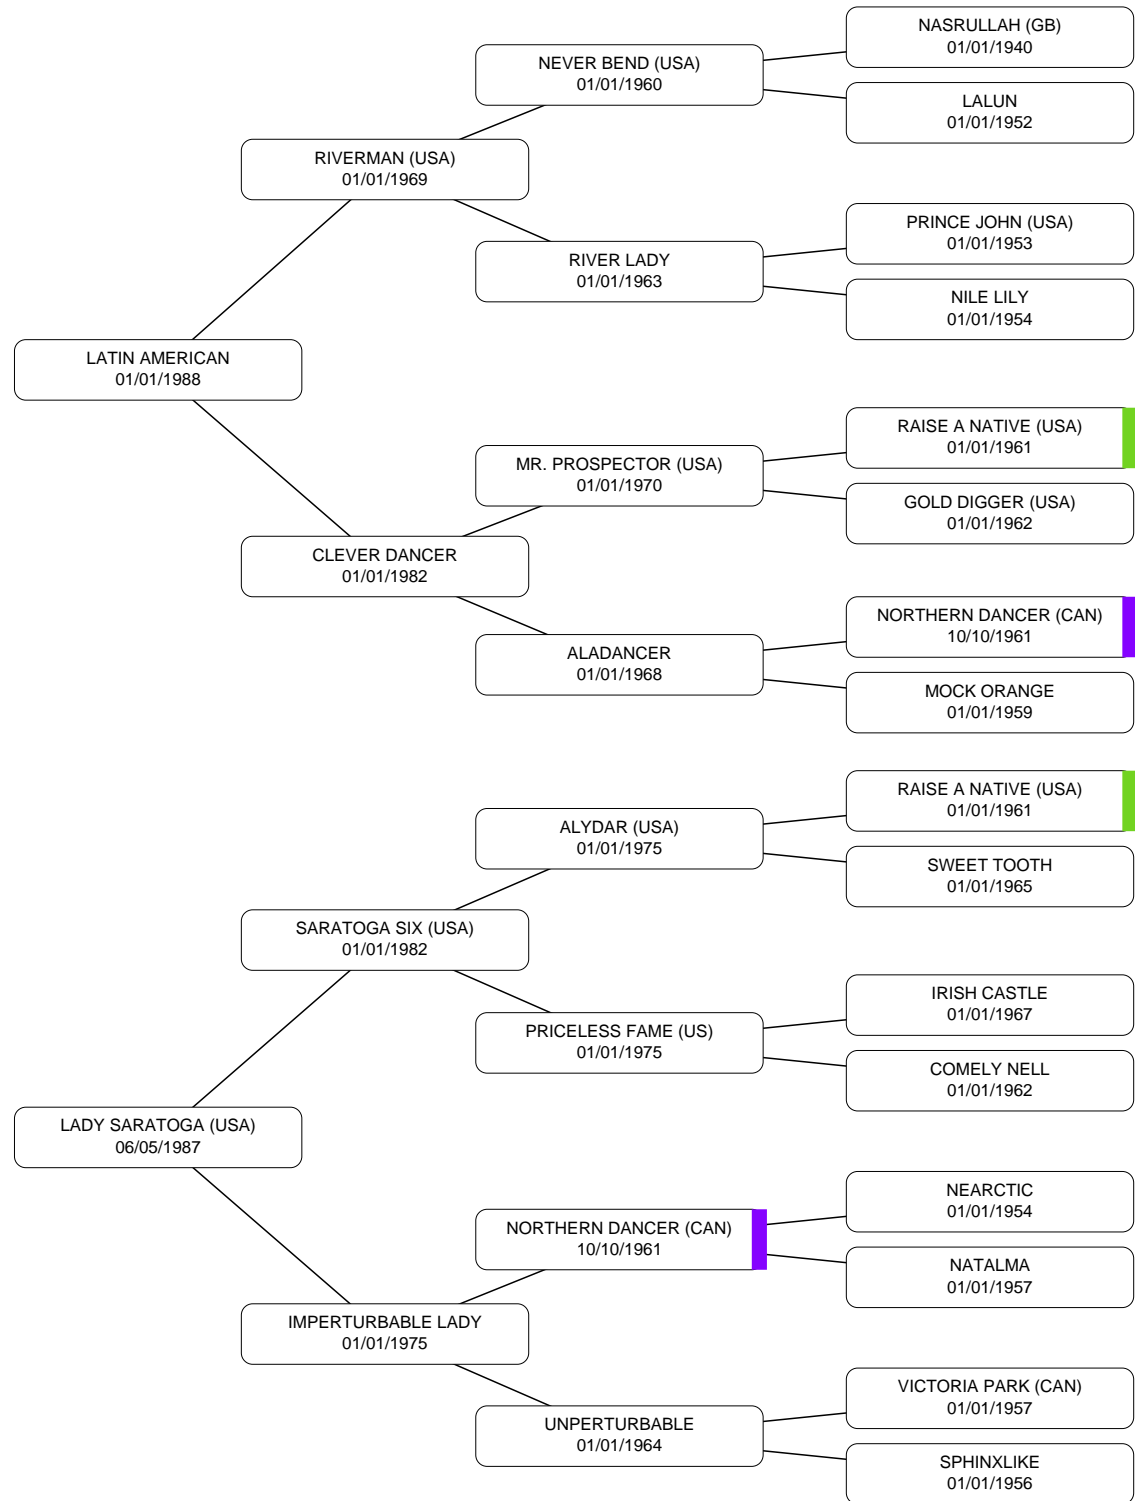 NASRULLAH (GB)
01/01/1940
NEVER BEND (USA)
01/01/1960
LALUN
01/01/1952
RIVERMAN (USA)
01/01/1969
PRINCE JOHN (USA)
01/01/1953
RIVER LADY
01/01/1963
NILE LILY
01/01/1954
LATIN AMERICAN
01/01/1988
RAISE A NATIVE (USA)
01/01/1961
MR. PROSPECTOR (USA)
01/01/1970
GOLD DIGGER (USA)
01/01/1962
CLEVER DANCER
01/01/1982
NORTHERN DANCER (CAN)
10/10/1961
ALADANCER
01/01/1968
MOCK ORANGE
01/01/1959
RAISE A NATIVE (USA)
01/01/1961
ALYDAR (USA)
01/01/1975
SWEET TOOTH
01/01/1965
SARATOGA SIX (USA)
01/01/1982
IRISH CASTLE
01/01/1967
PRICELESS FAME (US)
01/01/1975
COMELY NELL
01/01/1962
LADY SARATOGA (USA)
06/05/1987
NEARCTIC
01/01/1954
NORTHERN DANCER (CAN)
10/10/1961
NATALMA
01/01/1957
IMPERTURBABLE LADY
01/01/1975
VICTORIA PARK (CAN)
01/01/1957
UNPERTURBABLE
01/01/1964
SPHINXLIKE
01/01/1956